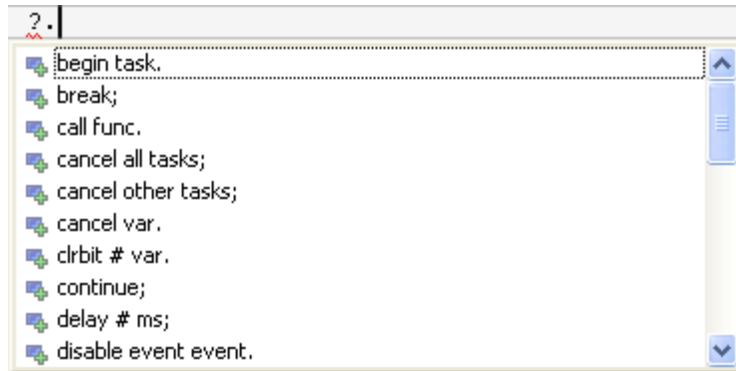 ?.
begin task.
break;
call func.
cancel all tasks;
cancel other tasks;
cancel var.
clrbit # var.
continue;
delay # ms;
disable event event.